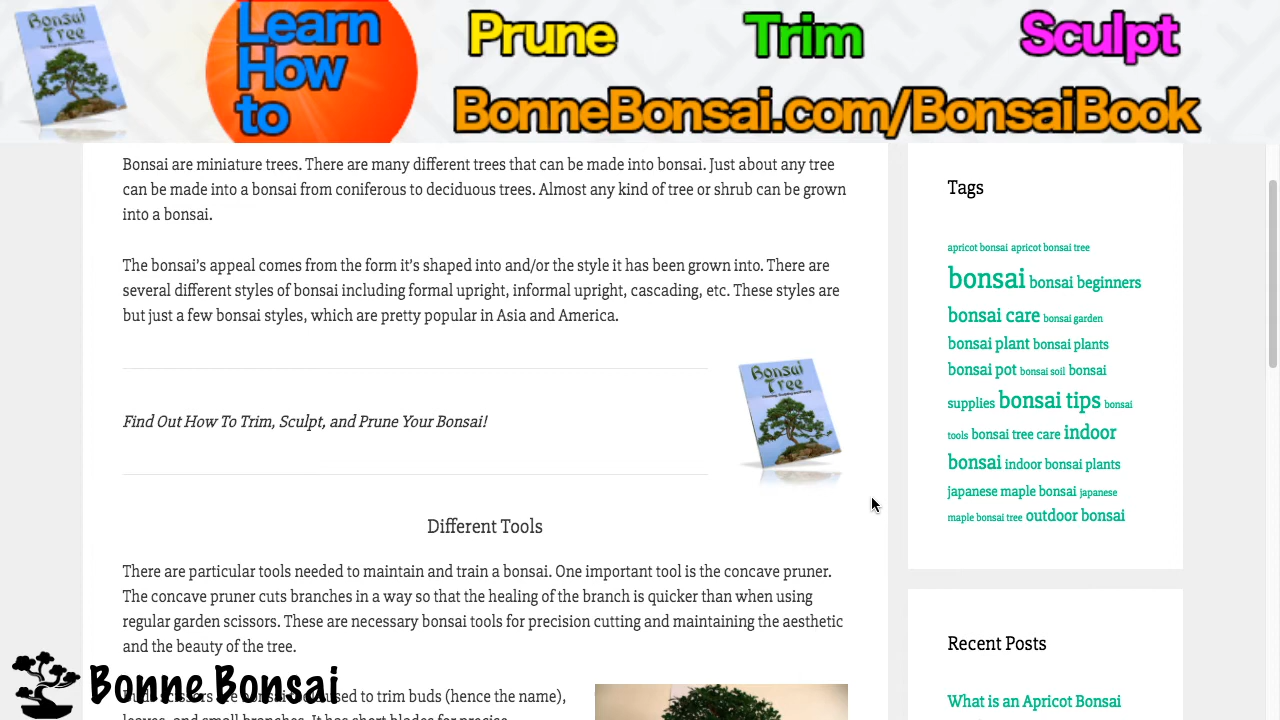 Bonsai
Tree
Learn
How
to
Prune
Trim
Sculpt
BonneBonsai.com/BonsaiBook
Bonsai are miniature trees. There are many different trees that can be made into bonsai. Just about any tree
can be made into a bonsai from coniferous to deciduous trees. Almost any kind of tree or shrub can be grown
into a bonsai.
The bonsai's appeal comes from the form it's shaped into and/or the style it has been grown into. There are
several different styles of bonsai including fomal upright, informal upright, cascading, etc. These styles are
but just a few bonsai styles, which are pretty popular in Asia and America.
Find Out How To Trim, Sculpt, and Prune Your Bonsai!
Bonsai
Tree
Different Tools
There are particular tools needed to maintain and train a bonsai. One important tool is the concave pruner.
The concave pruner cuts branches in a way so that the healing of the branch is quicker than when using
regular garden scissors. These are necessary bonsai tools for precision cutting and maintaining the aesthetic
and the beauty of the tree.
used to trim buds (hence the name),
leaves, and small branches. It has short blades for precise
Bonne Bonsai
Tags
apricot bonsai apricot bonsai tree
bonsai bonsai beginners
bonsai care bonsai garden
bonsai plant bonsai plants
bonsai pot bonsai soil bonsai
supplies bonsai tips bonsai
tools bonsai tree care indoor
bonsai indoor bonsai plants
japanese maple bonsai japanese
maple bonsai tree outdoor bonsai
Recent Posts
What is an Apricot Bonsai